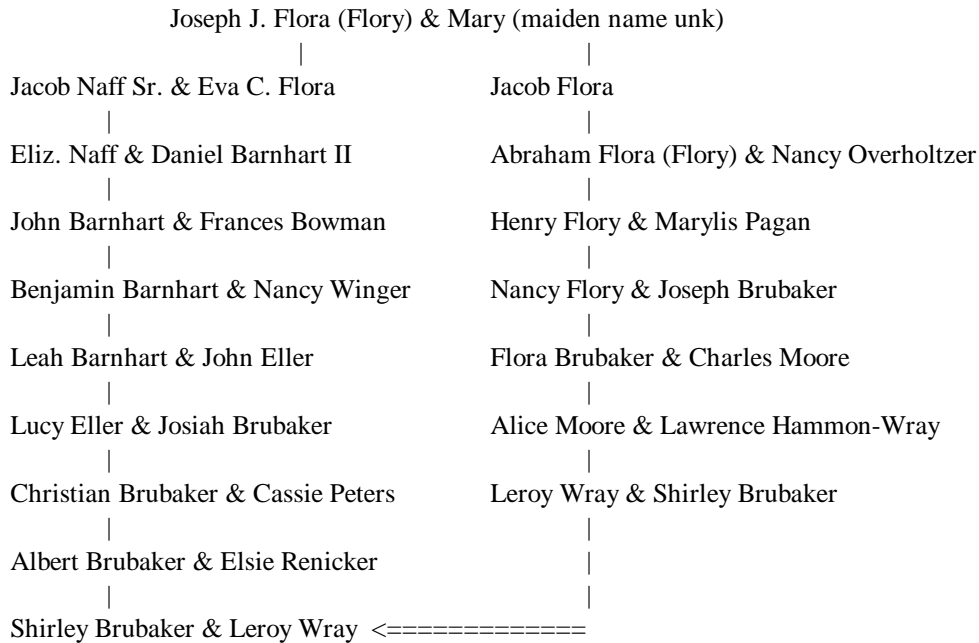 Joseph J. Flora (Flory) & Mary (maiden name unk)
| |
Jacob Naff Sr. & Eva C. Flora Jacob Flora
| |
Eliz. Naff & Daniel Barnhart II Abraham Flora (Flory) & Nancy Overholtzer
| |
John Barnhart & Frances Bowman Henry Flory & Marylis Pagan
| |
Benjamin Barnhart & Nancy Winger Nancy Flory & Joseph Brubaker
| |
Leah Barnhart & John Eller Flora Brubaker & Charles Moore
| |
Lucy Eller & Josiah Brubaker Alice Moore & Lawrence Hammon-Wray
| |
Christian Brubaker & Cassie Peters Leroy Wray & Shirley Brubaker
| |
Albert Brubaker & Elsie Renicker |
| |
Shirley Brubaker & Leroy Wray <=============